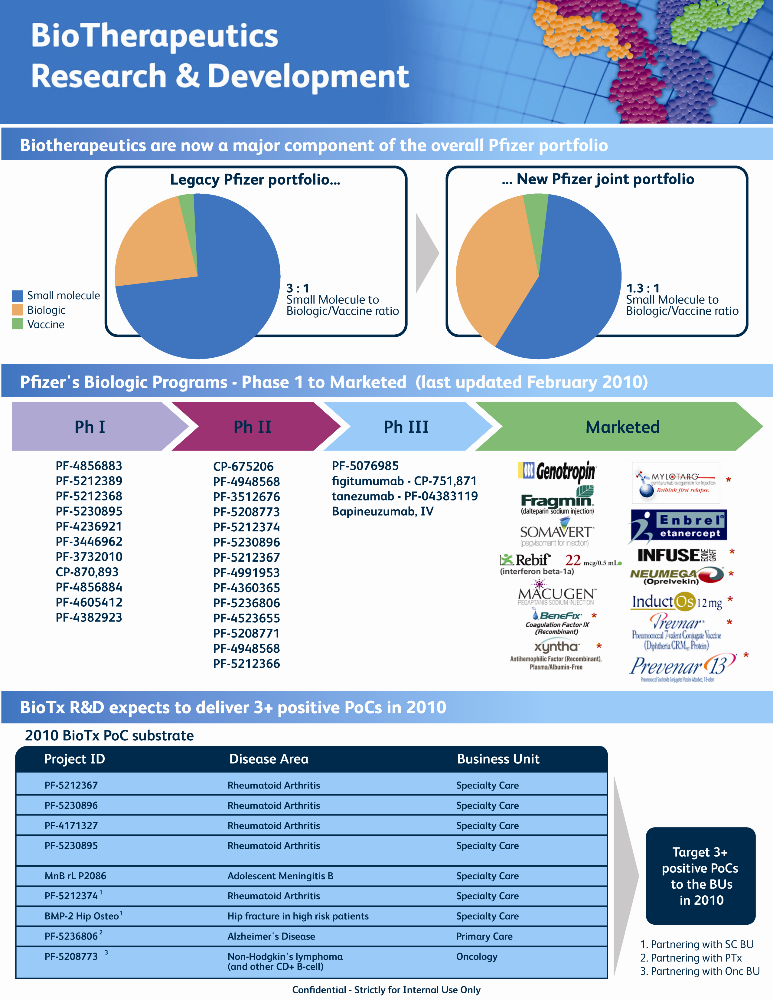 BioTherapeutics
Research & Development
Biotherapeutics are now a major component of the overall Pfizer portfolio
Legacy Pfizer portfolio...
3 : 1
Small Molecule to
Biologic/Vaccine ratio
Small molecule
Biologic
Vaccine
... New Pfizer joint portfolio
1.3 : 1
Small Molecule to
Biologic/Vaccine ratio
Pfizer's Biologic Programs - Phase 1 to Marketed (last updated February 2010)
Ph I
Ph II
Ph III
Marketed
PF-4856883
PF-5212389
PF-5212368
PF-5230895
PF-4236921
PF-3446962
PF-3732010
CP-870,893
PF-4856884
PF-4605412
PF-4382923
CP-675206
PF-4948568
PF-3512676
PF-5208773
PF-5212374
PF-5230896
PF-5212367
PF-4991953
PF-4360365
PF-5236806
PF-4523655
PF-5208771
PF-4948568
PF-5212366
PF-5076985
figitumumab - CP-751,871
tanezumab - PF-04383119
Bapineuzumab, IV
Genotropin
Fragmin
(dalteparin sodium injection)
SOMAVERT
(pegvisomant for injection)
Rebif 22 mcg/0.5 mL
(interferon beta-1a)
MACUGEN™
PEGAPTANIB SODIUM INJECTION
BeneFix *
Coagulation Factor IX
(Recombinant)
xyntha *
Antihemophilic Factor (Recombinant),
Plasma/Albumin-Free
MYLOTARG *
gemtuzumab ozogamicin for Injection
Rethink first relapse.
Enbrel®
etanercept
INFUSE BONE GRAFT *
NEUMEGA *
(Oprelvekin)
InductOs 12mg *
Prevnar *
Pneumococcal 7-valent Conjugate Vaccine
(Diphtheria CRM197 Protein)
Prevenar 13 *
Pneumococcal Saccharide Conjugated Vaccine Adsorbed, 13-valent
BioTx R&D expects to deliver 3+ positive PoCs in 2010
2010 BioTx PoC substrate
Project ID Disease Area Business Unit
PF-5212367 Rheumatoid Arthritis Specialty Care
PF-5230896 Rheumatoid Arthritis Specialty Care
PF-4171327 Rheumatoid Arthritis Specialty Care
PF-5230895 Rheumatoid Arthritis Specialty Care
MnB rL P2086 Adolescent Meningitis B Specialty Care
PF-5212374 1 Rheumatoid Arthritis Specialty Care
BMP-2 Hip Osteo 1 Hip fracture in high risk patients Specialty Care
PF-5236806 2 Alzheimer's Disease Primary Care
PF-5208773 3 Non-Hodgkin's lymphoma Oncology
(and other CD+ B-cell)
Target 3+
positive PoCs
to the BUs
in 2010
1. Partnering with SC BU
2. Partnering with PTx
3. Partnering with Onc BU
Confidential - Strictly for Internal Use Only